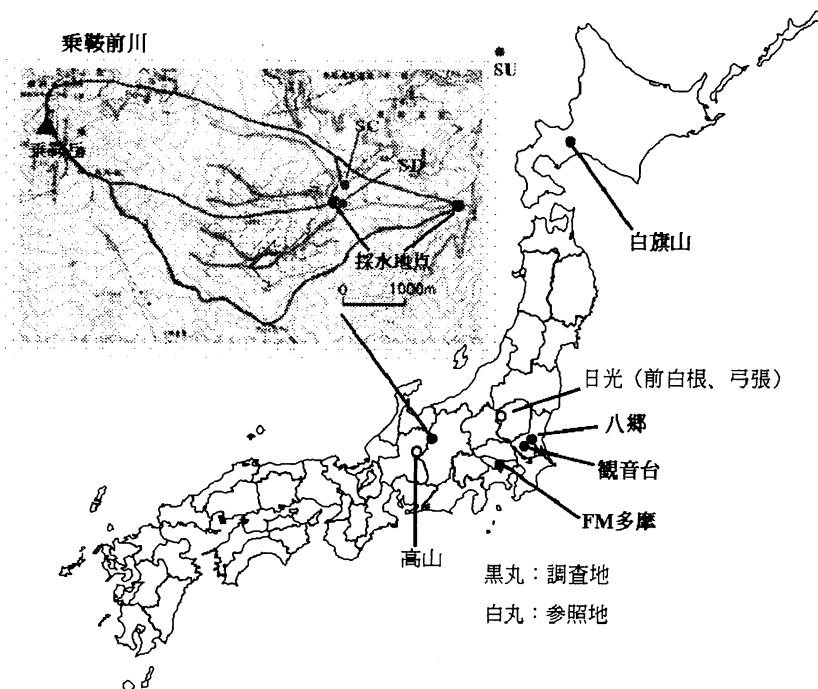 乗鞍前川
SU
SC
SD
乗鞍岳
採水地点
0 1000m
白旗山
日光（前白根、弓張）
八郷
観音台
FM多摩
高山
黒丸：調査地
白丸：参照地